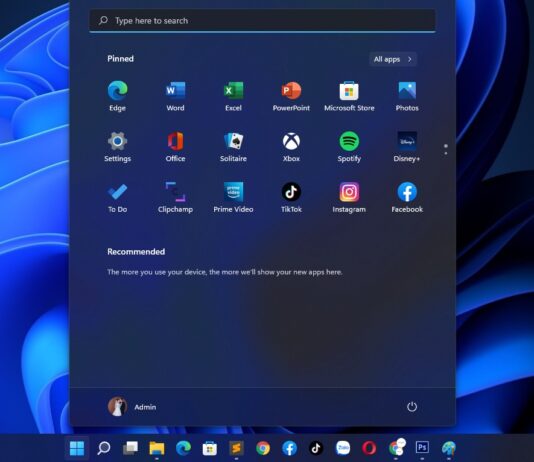 Type here to search
Pinned
All apps
Edge Word Excel PowerPoint Microsoft Store Photos
Settings Office Solitaire Xbox Spotify Disney+
To Do Clipchamp Prime Video TikTok Instagram Facebook
Recommended
The more you use your device, the more we'll show your new apps here.
Admin
Zalo Ps